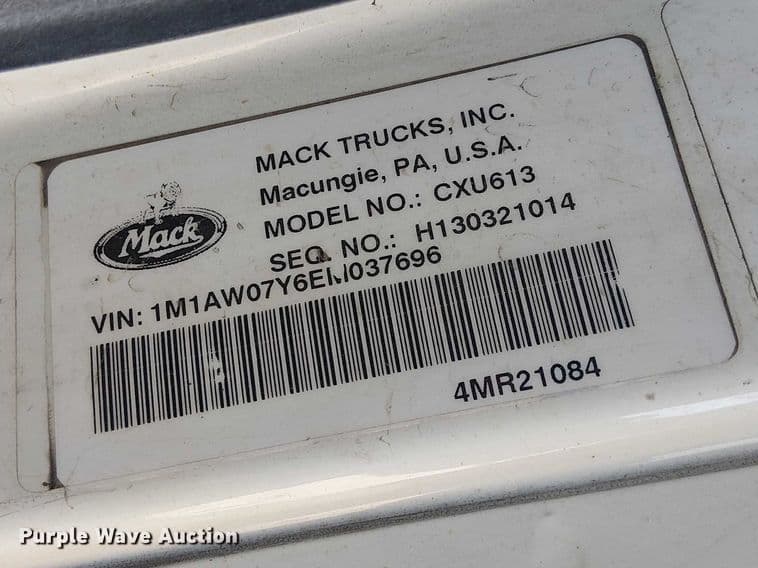 MACK TRUCKS, INC.
Macungie, PA, U.S.A.
MODEL NO.: CXU613
SEQ. NO.: H130321014
Mack
VIN: 1M1AW07Y6EM037696
4MR21084
Purple Wave Auction